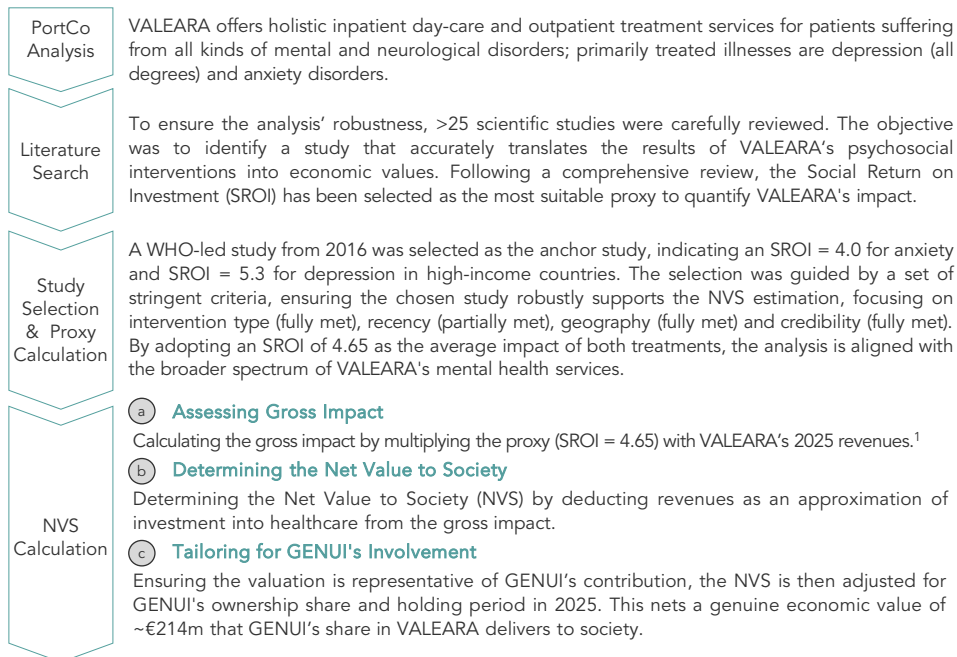 PortCo
Analysis
VALEARA offers holistic inpatient day-care and outpatient treatment services for patients suffering
from all kinds of mental and neurological disorders; primarily treated illnesses are depression (all
degrees) and anxiety disorders.
Literature
Search
To ensure the analysis’ robustness, >25 scientific studies were carefully reviewed. The objective
was to identify a study that accurately translates the results of VALEARA’s psychosocial
interventions into economic values. Following a comprehensive review, the Social Return on
Investment (SROI) has been selected as the most suitable proxy to quantify VALEARA's impact.
Study
Selection
& Proxy
Calculation
A WHO-led study from 2016 was selected as the anchor study, indicating an SROI = 4.0 for anxiety
and SROI = 5.3 for depression in high-income countries. The selection was guided by a set of
stringent criteria, ensuring the chosen study robustly supports the NVS estimation, focusing on
intervention type (fully met), recency (partially met), geography (fully met) and credibility (fully met).
By adopting an SROI of 4.65 as the average impact of both treatments, the analysis is aligned with
the broader spectrum of VALEARA's mental health services.
NVS
Calculation
a Assessing Gross Impact
Calculating the gross impact by multiplying the proxy (SROI = 4.65) with VALEARA’s 2025 revenues.¹
b Determining the Net Value to Society
Determining the Net Value to Society (NVS) by deducting revenues as an approximation of
investment into healthcare from the gross impact.
c Tailoring for GENUI's Involvement
Ensuring the valuation is representative of GENUI’s contribution, the NVS is then adjusted for
GENUI's ownership share and holding period in 2025. This nets a genuine economic value of
~€214m that GENUI’s share in VALEARA delivers to society.